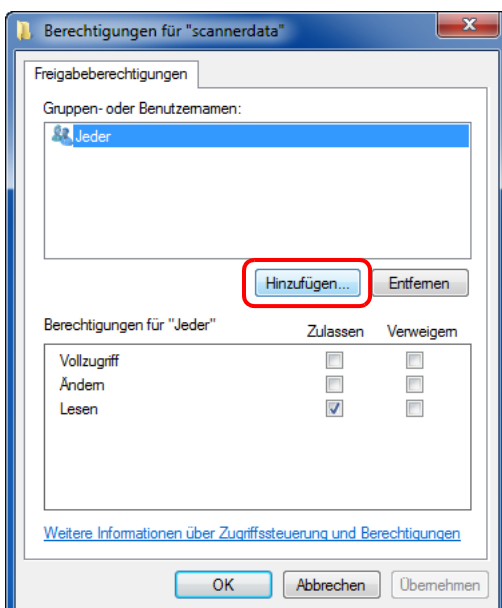 Berechtigungen für "scannerdata"
Freigabeberechtigungen
Gruppen- oder Benutzernamen:
Jeder
Hinzufügen... Entfernen
Berechtigungen für "Jeder" Zulassen Verweigern
Vollzugriff
Ändern
Lesen
Weitere Informationen über Zugriffssteuerung und Berechtigungen
OK Abbrechen Übernehmen